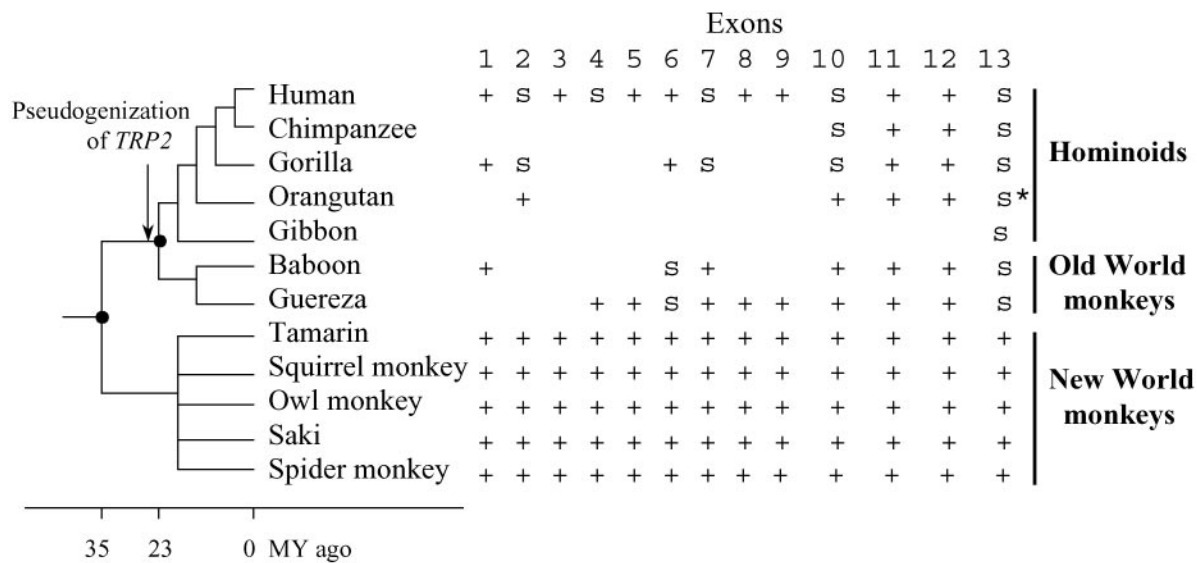 Exons
1 2 3 4 5 6 7 8 9 10 11 12 13
Pseudogenization
of TRP2
Human + S + S + + S + + S + + S
Chimpanzee S + + S
Gorilla + S + S S + + S
Orangutan + + + + S*
Gibbon S
Hominoids
Baboon + S + + + + S
Guereza + + S + + + + + + S
Old World
monkeys
Tamarin + + + + + + + + + + + + +
Squirrel monkey + + + + + + + + + + + + +
Owl monkey + + + + + + + + + + + + +
Saki + + + + + + + + + + + + +
Spider monkey + + + + + + + + + + + + +
New World
monkeys
35 23 0 MY ago